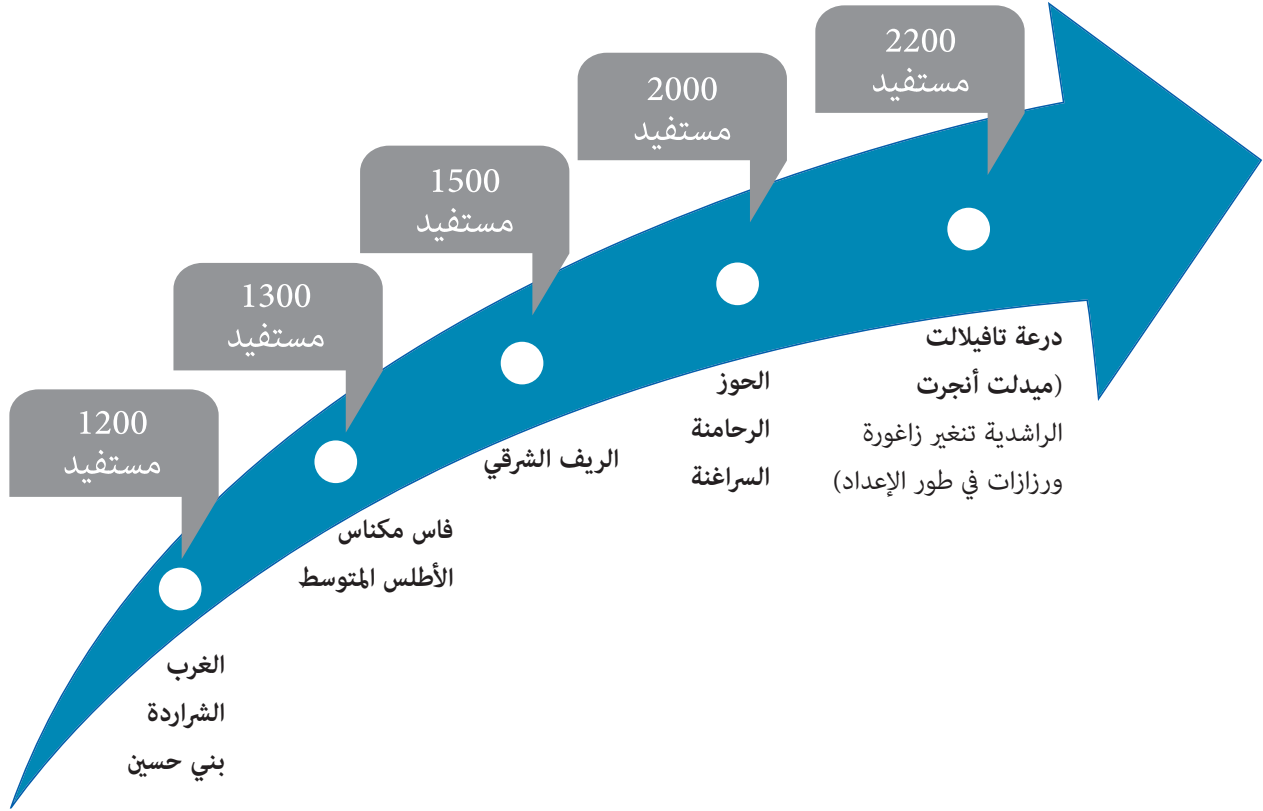 2200
مستفيد
2000
مستفيد
1500
مستفيد
1300
مستفيد
1200
مستفيد
درعة تافيلالت
(ميدلت أنجرت
الراشدية تنغير زاغورة
ورزازات في طور الإعداد)
الحوز
الرحامنة
السراغنة
الريف الشرقي
فاس مكناس
الأطلس المتوسط
الغرب
الشراردة
بني حسين